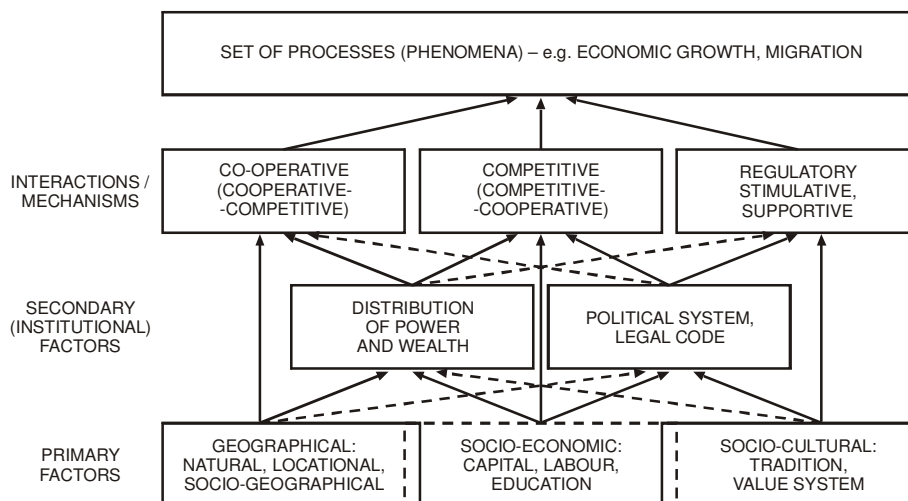 SET OF PROCESSES (PHENOMENA) – e.g. ECONOMIC GROWTH, MIGRATION
INTERACTIONS /
MECHANISMS
CO-OPERATIVE
(COOPERATIVE-
-COMPETITIVE)
COMPETITIVE
(COMPETITIVE-
-COOPERATIVE)
REGULATORY
STIMULATIVE,
SUPPORTIVE
SECONDARY
(INSTITUTIONAL)
FACTORS
DISTRIBUTION
OF POWER
AND WEALTH
POLITICAL SYSTEM,
LEGAL CODE
PRIMARY
FACTORS
GEOGRAPHICAL:
NATURAL, LOCATIONAL,
SOCIO-GEOGRAPHICAL
SOCIO-ECONOMIC:
CAPITAL, LABOUR,
EDUCATION
SOCIO-CULTURAL:
TRADITION,
VALUE SYSTEM